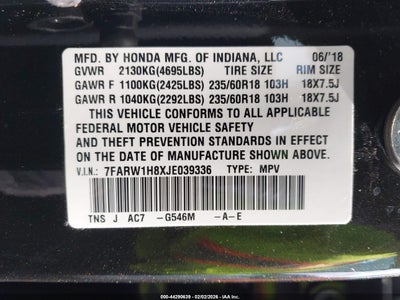 MFD. BY HONDA MFG. OF INDIANA, LLC 06/'18
GVWR 2130KG(4695LBS) TIRE SIZE RIM SIZE
GAWR F 1100KG(2425LBS) 235/60R18 103H 18X7.5J
GAWR R 1040KG(2292LBS) 235/60R18 103H 18X7.5J
THIS VEHICLE CONFORMS TO ALL APPLICABLE
FEDERAL MOTOR VEHICLE SAFETY
AND THEFT PREVENTION STANDARDS IN EFFECT
ON THE DATE OF MANUFACTURE SHOWN ABOVE.
V.I.N.: 7FARW1H8XJE039336 TYPE: MPV
TNS J AC7 -G546M -A-E
000-44290639 - 02/02/2026 - IAAI.COM